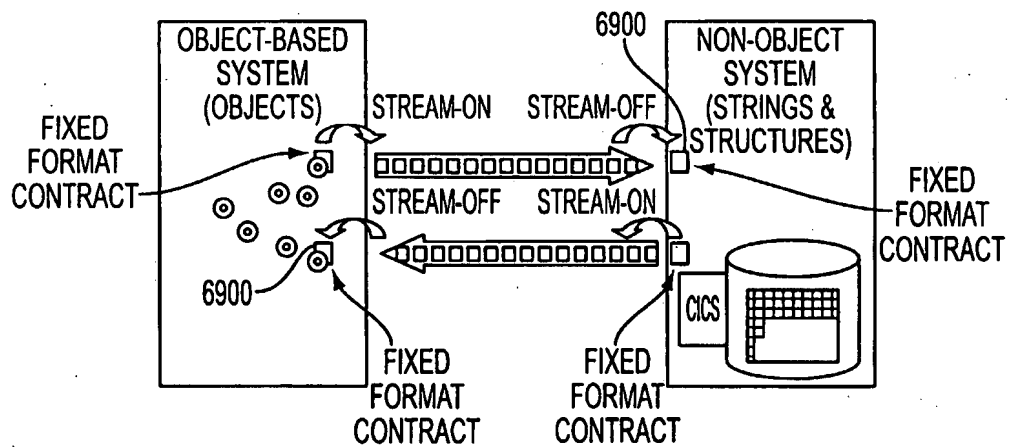 OBJECT-BASED
SYSTEM
(OBJECTS)
6900
NON-OBJECT
SYSTEM
(STRINGS &
STRUCTURES)
STREAM-ON
STREAM-OFF
FIXED
FORMAT
CONTRACT
STREAM-OFF
STREAM-ON
FIXED
FORMAT
CONTRACT
6900
CICS
FIXED
FORMAT
CONTRACT
FIXED
FORMAT
CONTRACT